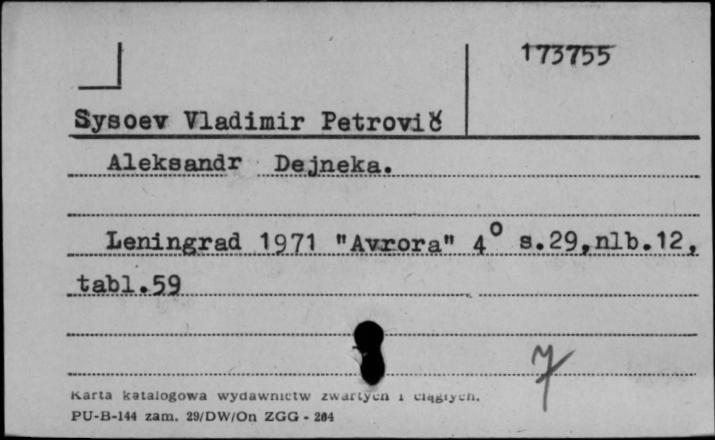 173755
Sysoev Vladimir Petrovič
Aleksandr Dejneka.
Leningrad 1971 "Avrora" 4° s.29,nlb.12,
tabl.59
7
Karta katalogowa wydawnictw zwartych i ciągłych.
PU-B-144 zam. 29/DW/On ZGG - 204